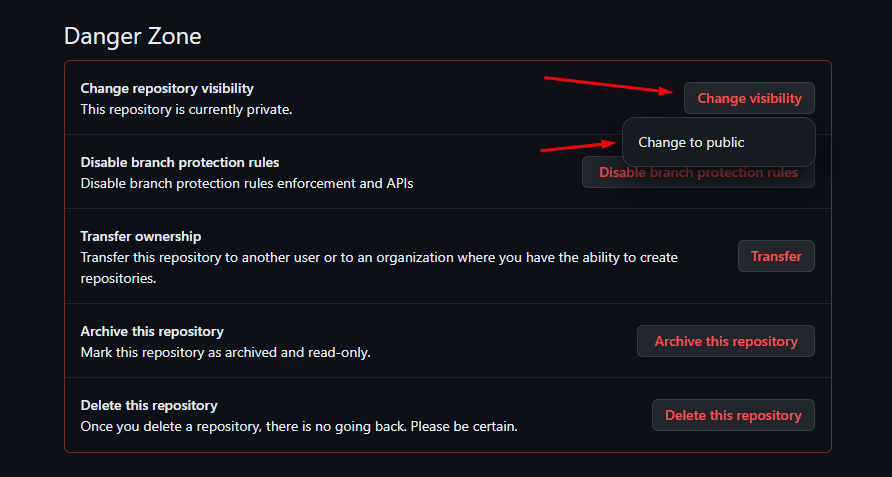 Danger Zone
Change repository visibility
This repository is currently private.
Change visibility
Change to public
Disable branch protection rules
Disable branch protection rules enforcement and APIs
Disable branch protection rules
Transfer ownership
Transfer this repository to another user or to an organization where you have the ability to create
repositories.
Transfer
Archive this repository
Mark this repository as archived and read-only.
Archive this repository
Delete this repository
Once you delete a repository, there is no going back. Please be certain.
Delete this repository